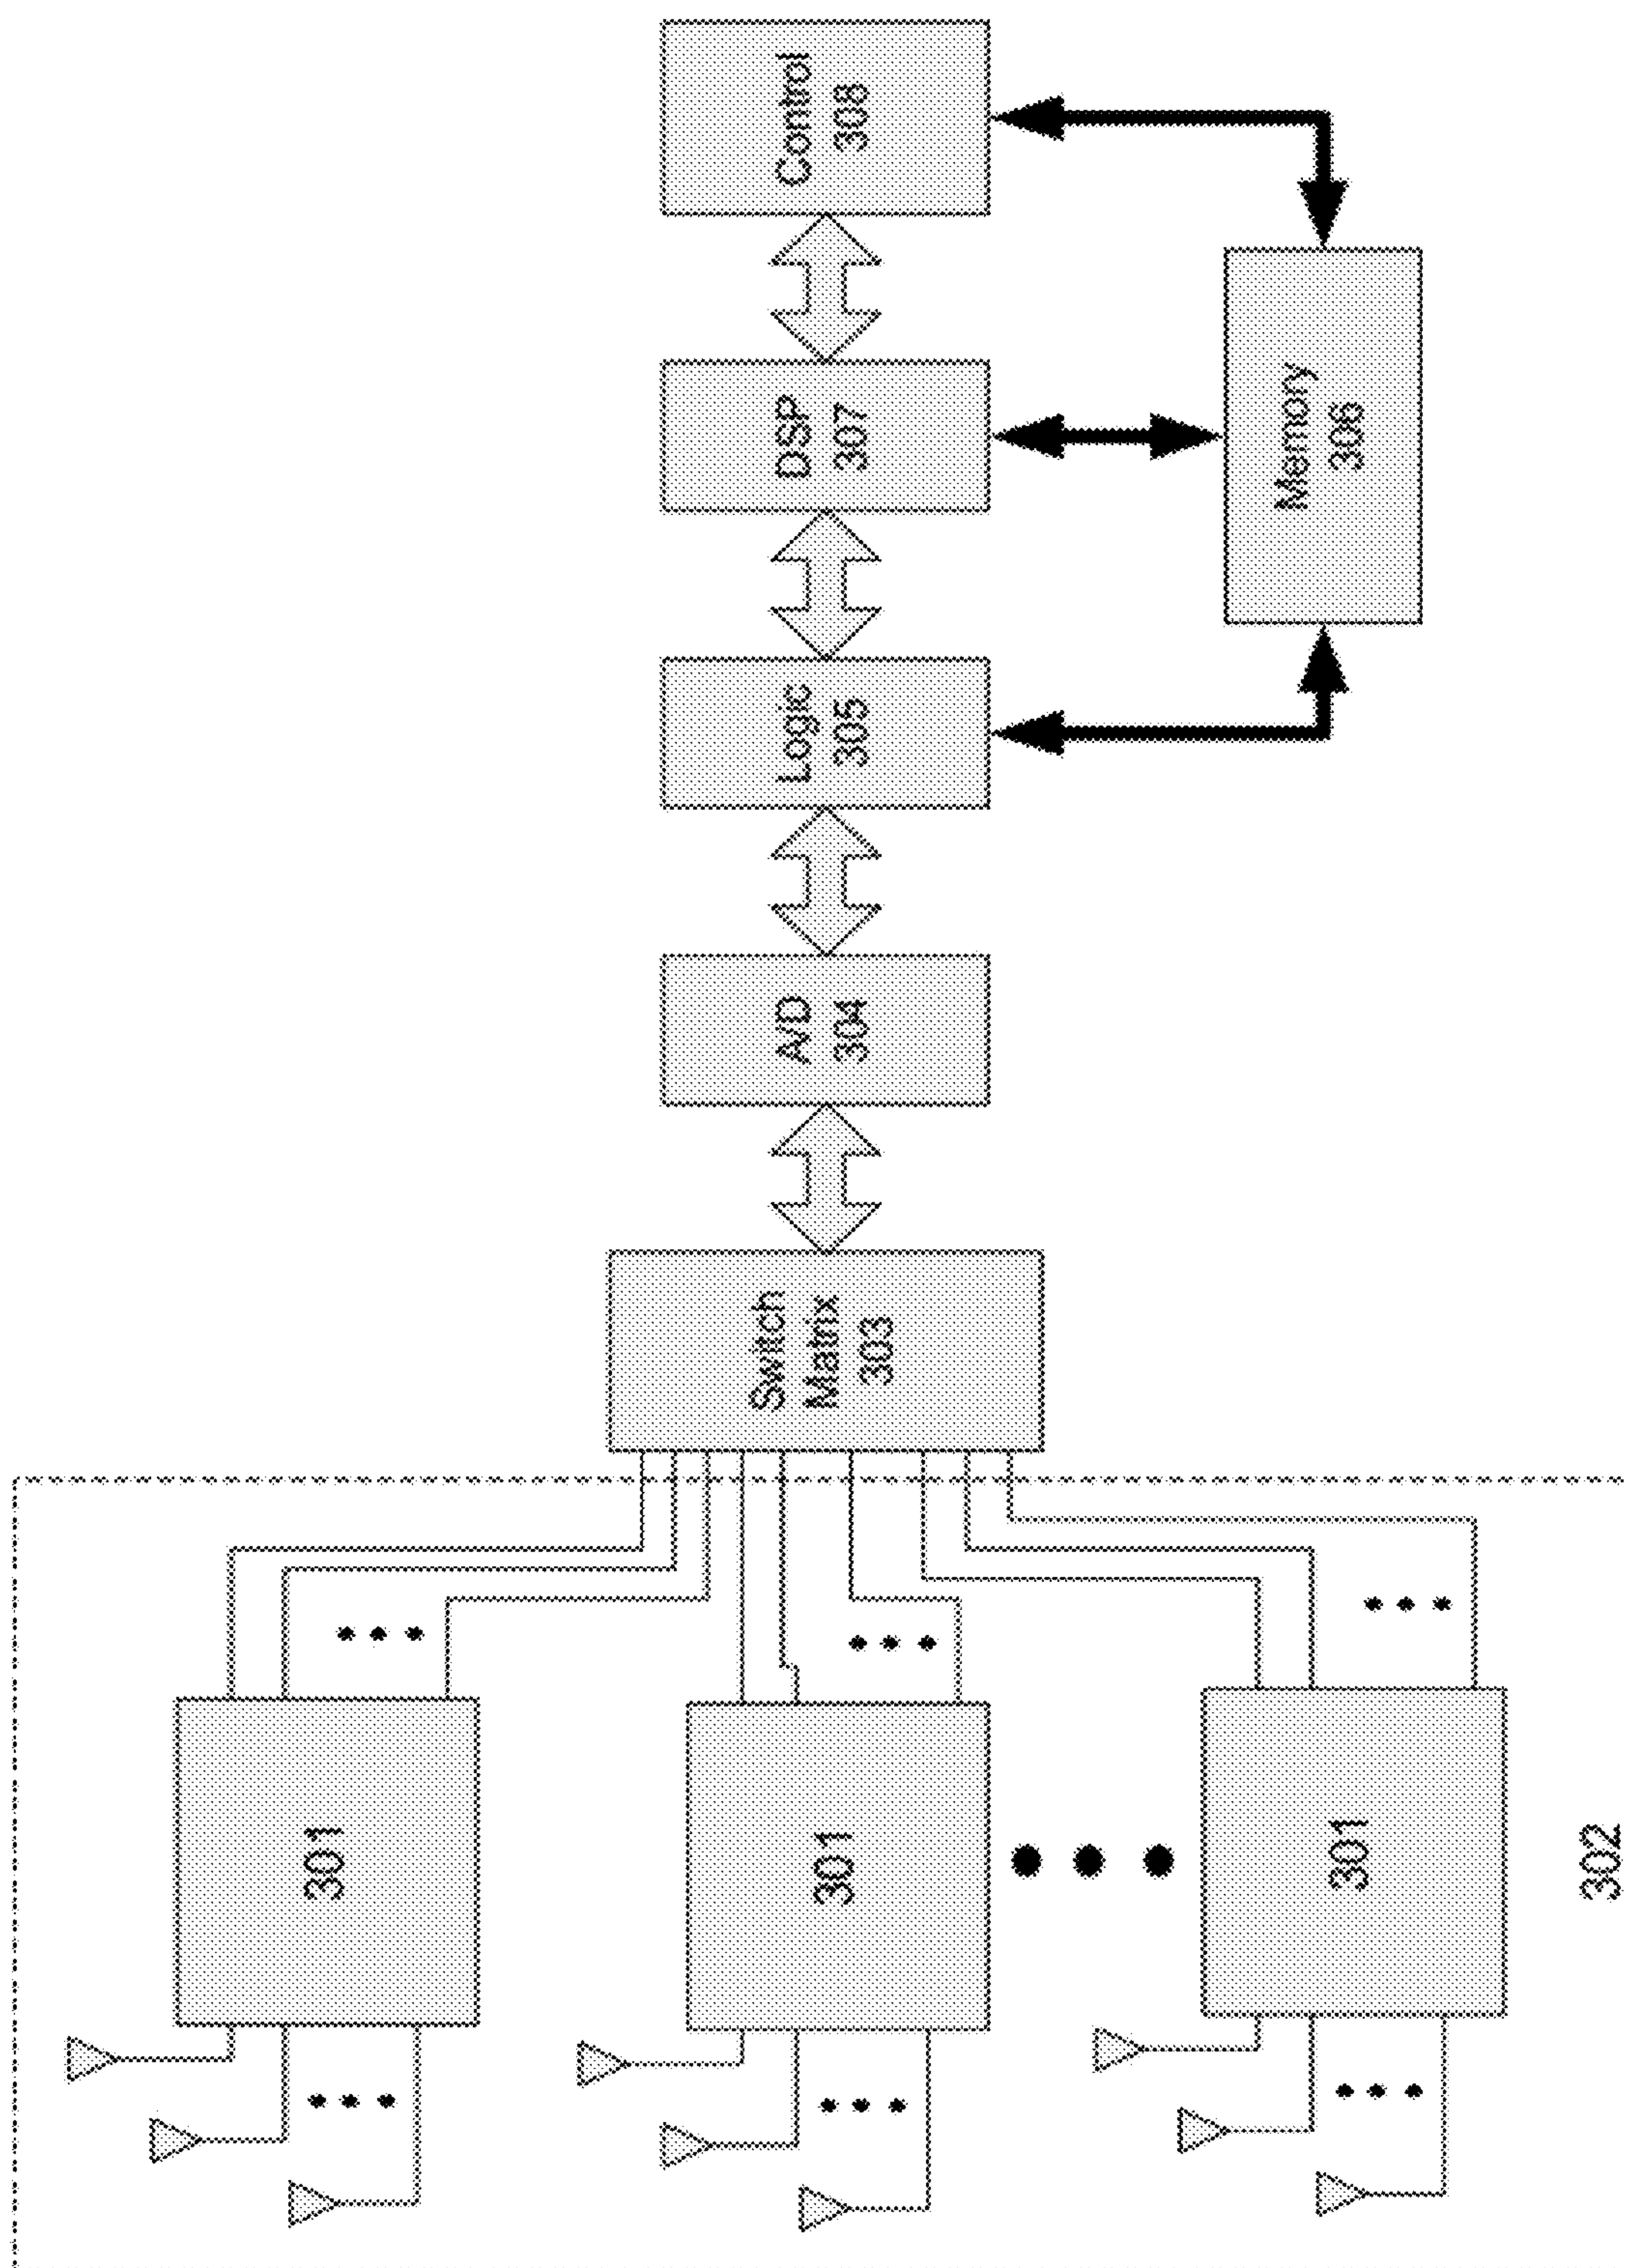 301
301
301
302
Switch
Matrix
303
A/D
304
Logic
305
DSP
307
Control
308
Memory
306